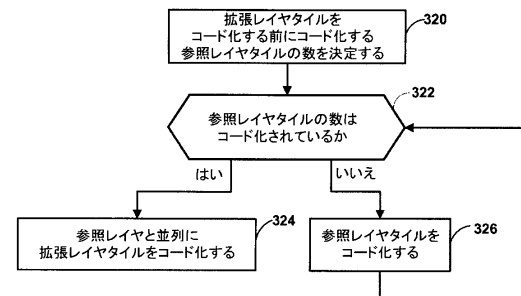 拡張レイヤタイルを
コード化する前にコード化する
参照レイヤタイルの数を決定する
320
322
参照レイヤタイルの数は
コード化されているか
はい
いいえ
参照レイヤと並列に
拡張レイヤタイルをコード化する
324
参照レイヤタイルを
コード化する
326